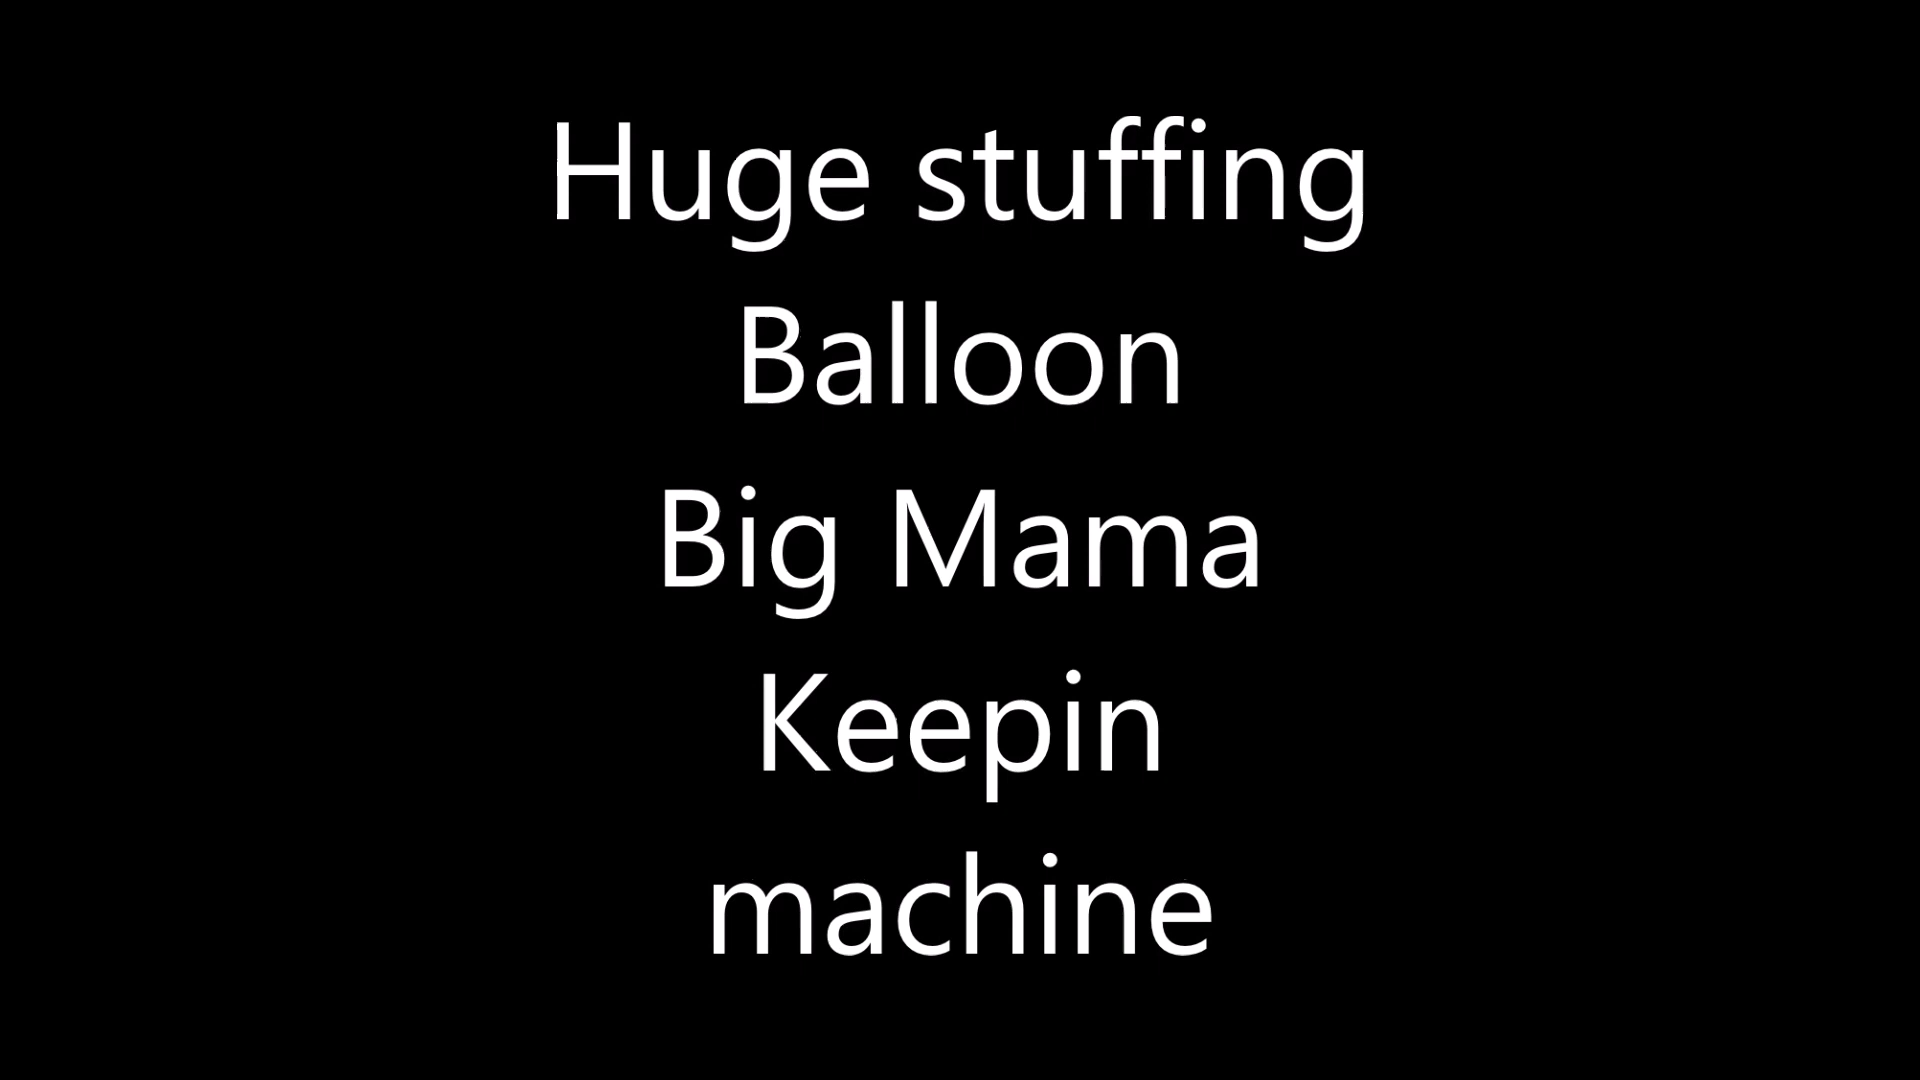 Huge stuffing
Balloon
Big Mama
Keepin
machine